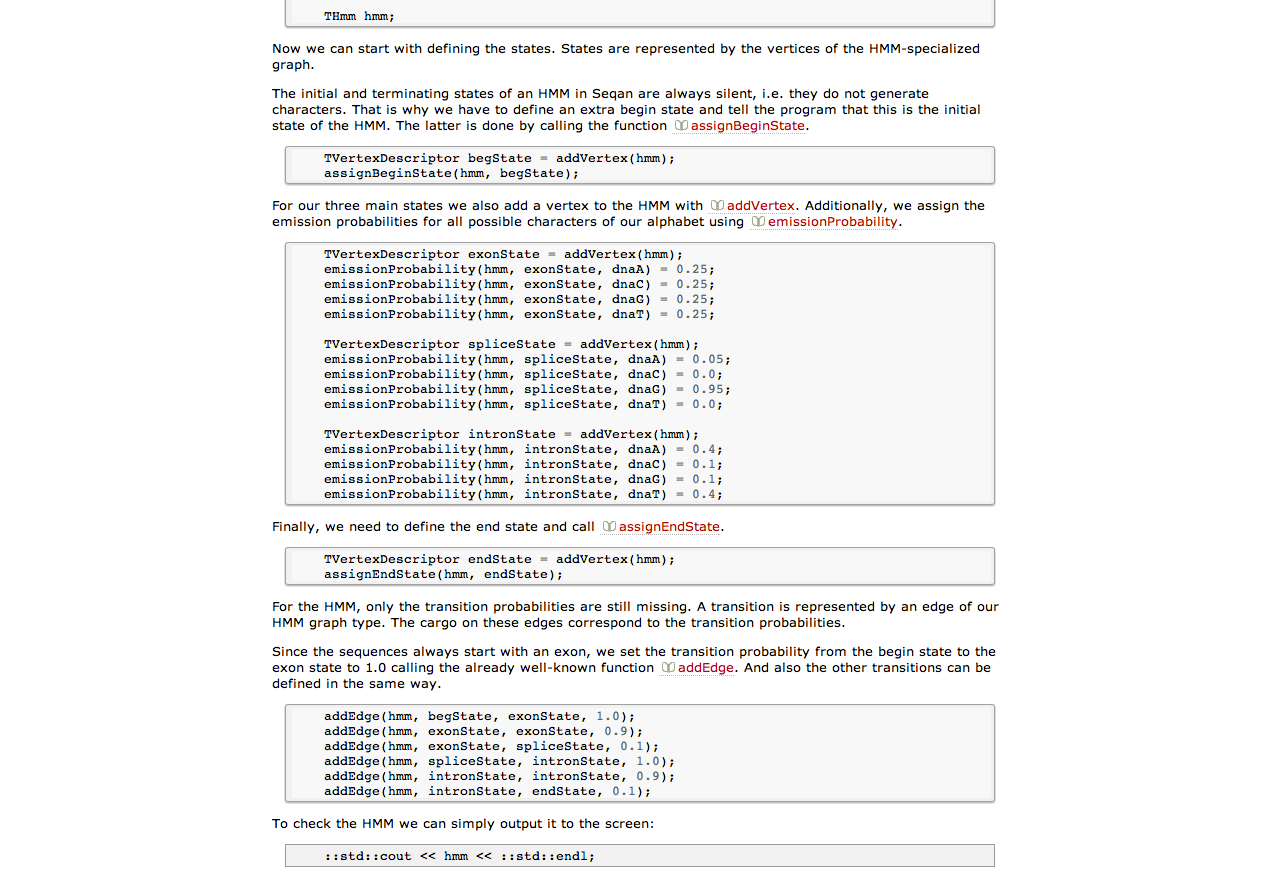 THmm hmm;
Now we can start with defining the states. States are represented by the vertices of the HMM-specialized
graph.
The initial and terminating states of an HMM in Seqan are always silent, i.e. they do not generate
characters. That is why we have to define an extra begin state and tell the program that this is the initial
state of the HMM. The latter is done by calling the function assignBeginState.
TVertexDescriptor begState = addVertex(hmm);
assignBeginState(hmm, begState);
For our three main states we also add a vertex to the HMM with addVertex. Additionally, we assign the
emission probabilities for all possible characters of our alphabet using emissionProbability.
TVertexDescriptor exonState = addVertex(hmm);
emissionProbability(hmm, exonState, dnaA) = 0.25;
emissionProbability(hmm, exonState, dnaC) = 0.25;
emissionProbability(hmm, exonState, dnaG) = 0.25;
emissionProbability(hmm, exonState, dnaT) = 0.25;
TVertexDescriptor spliceState = addVertex(hmm);
emissionProbability(hmm, spliceState, dnaA) = 0.05;
emissionProbability(hmm, spliceState, dnaC) = 0.0;
emissionProbability(hmm, spliceState, dnaG) = 0.95;
emissionProbability(hmm, spliceState, dnaT) = 0.0;
TVertexDescriptor intronState = addVertex(hmm);
emissionProbability(hmm, intronState, dnaA) = 0.4;
emissionProbability(hmm, intronState, dnaC) = 0.1;
emissionProbability(hmm, intronState, dnaG) = 0.1;
emissionProbability(hmm, intronState, dnaT) = 0.4;
Finally, we need to define the end state and call assignEndState.
TVertexDescriptor endState = addVertex(hmm);
assignEndState(hmm, endState);
For the HMM, only the transition probabilities are still missing. A transition is represented by an edge of our
HMM graph type. The cargo on these edges correspond to the transition probabilities.
Since the sequences always start with an exon, we set the transition probability from the begin state to the
exon state to 1.0 calling the already well-known function addEdge. And also the other transitions can be
defined in the same way.
addEdge(hmm, begState, exonState, 1.0);
addEdge(hmm, exonState, exonState, 0.9);
addEdge(hmm, exonState, spliceState, 0.1);
addEdge(hmm, spliceState, intronState, 1.0);
addEdge(hmm, intronState, intronState, 0.9);
addEdge(hmm, intronState, endState, 0.1);
To check the HMM we can simply output it to the screen:
::std::cout << hmm << ::std::endl;